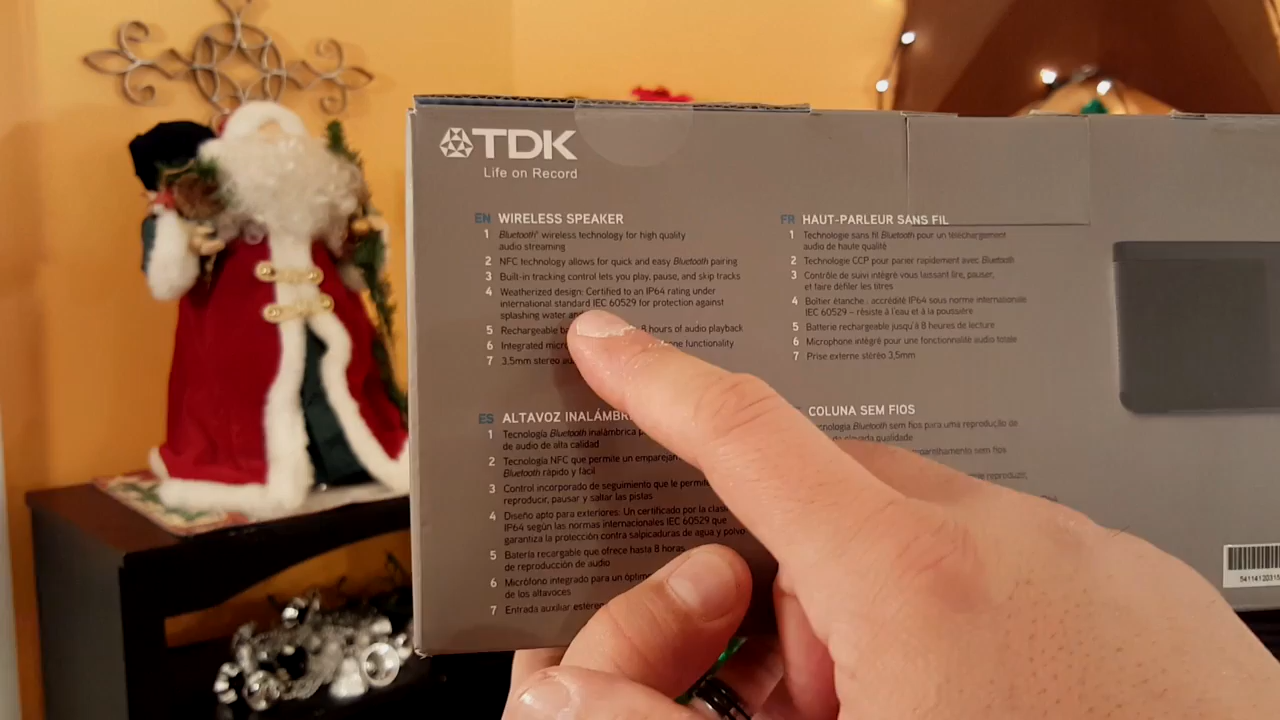 TDK
Life on Record
EN WIRELESS SPEAKER
1 Bluetooth® wireless technology for high quality
audio streaming
2 NFC technology allows for quick and easy Bluetooth pairing
3 Built-in tracking control lets you play, pause, and skip tracks
4 Weatherized design: Certified to an IP64 rating under
international standard IEC 60529 for protection against
splashing water and
5 Rechargeable 8 hours of audio playback
6 Integrated functionality
7 3.5mm stereo
FR HAUT-PARLEUR SANS FIL
1 Technologie sans fil Bluetooth pour un téléchargement
audio de haute qualité
2 Technologie CCP pour parier rapidement avec Bluetooth
3 Contrôle de suivi intégré vous laissant lire, pauser,
et faire défiler les titres
4 Boîtier étanche : accrédité IP64 sous norme internationale
IEC 60529 - résiste à l'eau et à la poussière
5 Batterie rechargeable jusqu'à 8 heures de lecture
6 Microphone intégré pour une fonctionnalité audio totale
7 Prise externe stéréo 3,5mm
ES ALTAVOZ
1 Tecnología Bluetooth inalámbrica
de audio de alta calidad
2 Tecnología NFC que permite un
Bluetooth rápido y fácil
3 Control incorporado de seguimiento que le
reproducir, pausar y saltar las pistas
4 Diseño apto para exteriores: Un certificado por la
IP64 según las normas internacionales IEC 60529 que
garantiza la protección contra salpicaduras de agua y polvo
5 Batería recargable que ofrece hasta 8 horas
de reproducción de audio
6 Micrófono integrado para un
de los altavoces
7 Entrada auxiliar
COLUNA SEM FIOS
Bluetooth sem fios para uma reprodução de
elevada qualidade
sem fios
reproduzir,